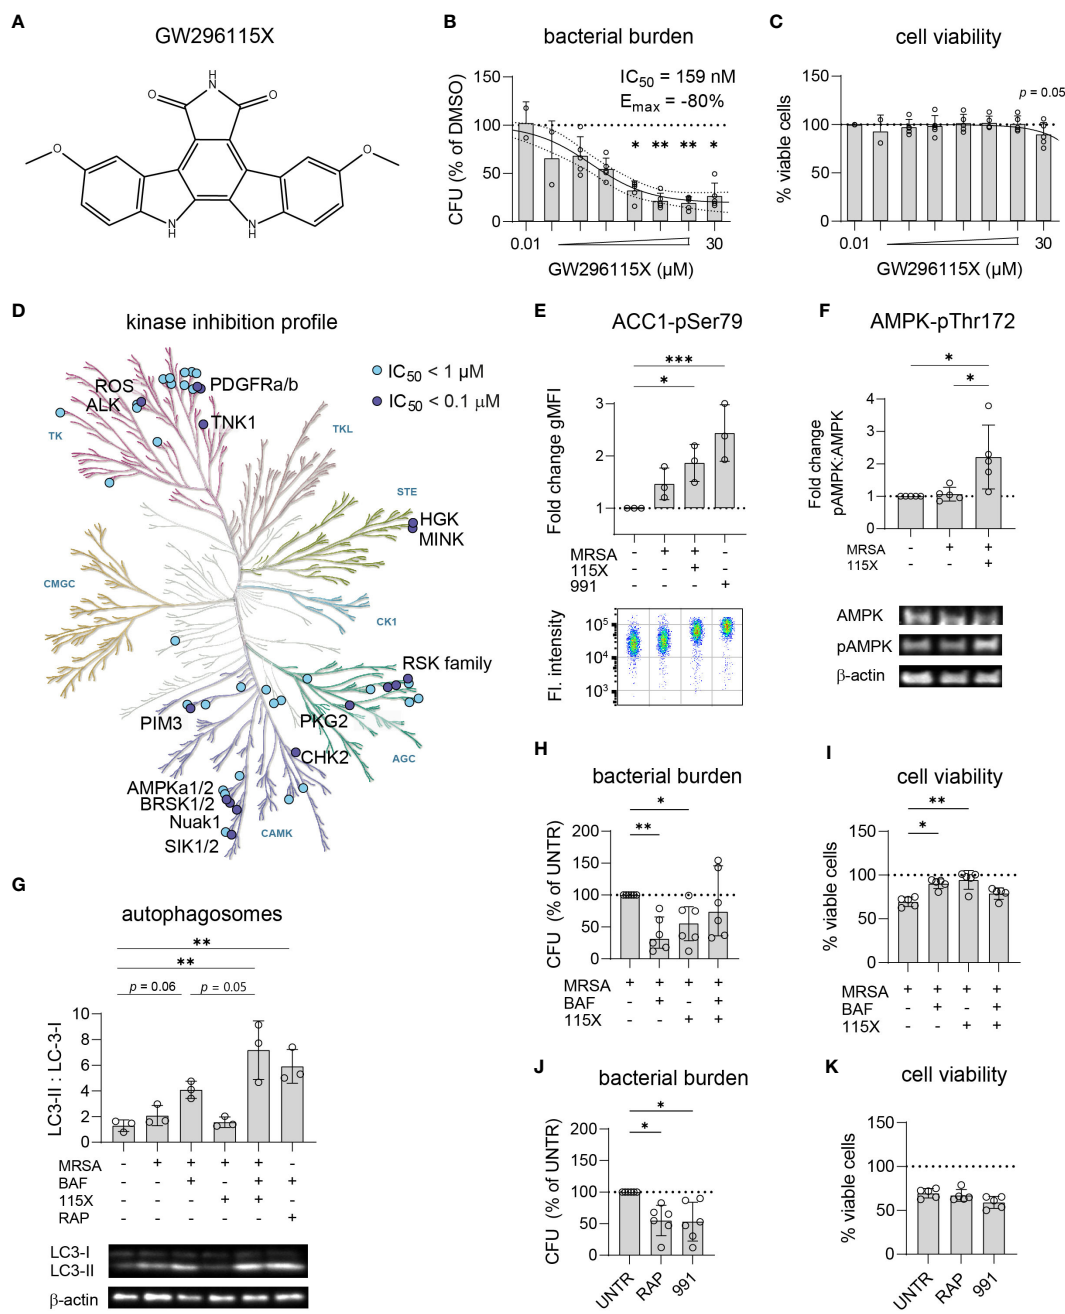 A
GW296115X
H
N
O
O
O
O
N
H
N
H
B
bacterial burden
CFU (% of DMSO)
150
100
50
0
IC50 = 159 nM
Emax = -80%
* ** ** *
0.01
30
GW296115X (µM)
C
cell viability
% viable cells
150
100
50
0
p = 0.05
0.01
30
GW296115X (µM)
D
kinase inhibition profile
IC50 < 1 µM
IC50 < 0.1 µM
ROS
ALK
PDGFRa/b
TNK1
TK
TKL
STE
HGK
MINK
CMGC
CK1
RSK family
PIM3
PKG2
CHK2
AGC
AMPKa1/2
BRSK1/2
Nuak1
SIK1/2
CAMK
E
ACC1-pSer79
***
*
Fold change gMFI
3
2
1
MRSA - + + -
115X - - + -
991 - - - +
Fl. intensity
10^5
10^4
10^3
F
AMPK-pThr172
*
*
Fold change
pAMPK:AMPK
4
3
2
1
0
MRSA - + +
115X - - +
AMPK
pAMPK
β-actin
G
autophagosomes
**
**
p = 0.06
p = 0.05
LC3-II : LC-3-I
10
8
6
4
2
0
MRSA - + + + + -
BAF - - + - + +
115X - - - + + -
RAP - - - - - +
LC3-I
LC3-II
β-actin
H
bacterial burden
*
**
CFU (% of UNTR)
200
150
100
50
0
MRSA + + + +
BAF - + - +
115X - - + +
I
cell viability
**
*
% viable cells
150
100
50
0
MRSA + + + +
BAF - + - +
115X - - + +
J
bacterial burden
*
*
CFU (% of UNTR)
200
150
100
50
0
UNTR
RAP
991
K
cell viability
% viable cells
150
100
50
0
UNTR
RAP
991